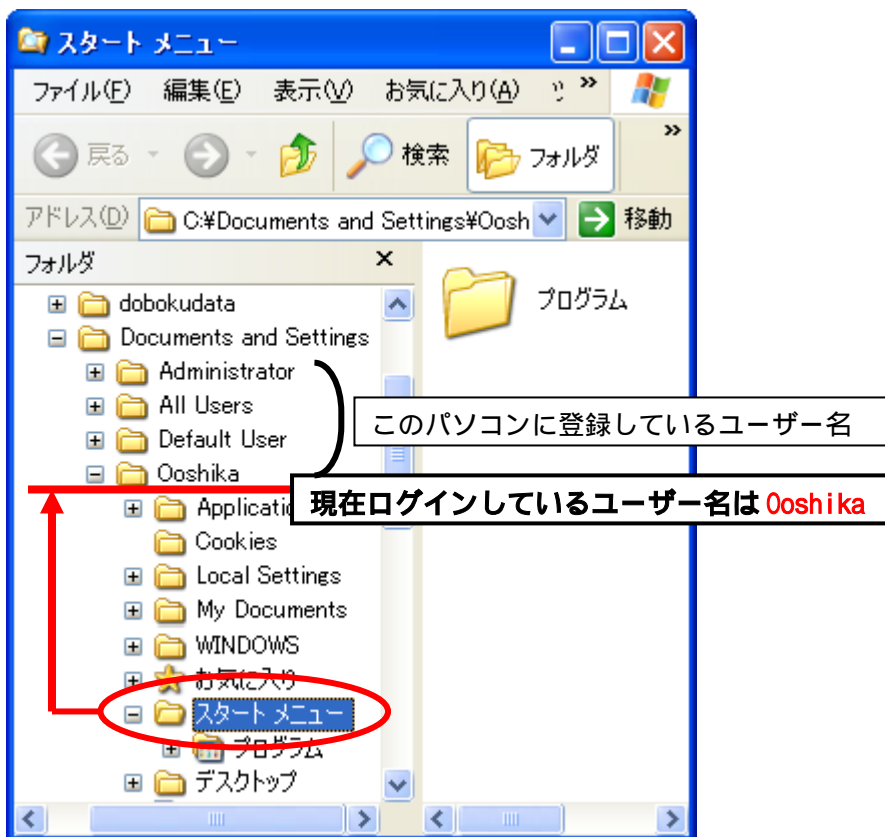 スタート メニュー
ファイル(F) 編集(E) 表示(V) お気に入り(A) »
戻る 検索 フォルダ »
アドレス(D) C:¥Documents and Settings¥Oosh 移動
フォルダ ×
プログラム
dobokudata
Documents and Settings
Administrator
All Users
このパソコンに登録しているユーザー名
Default User
Ooshika
現在ログインしているユーザー名は Ooshika
Cookies
Local Settings
My Documents
WINDOWS
お気に入り
スタート メニュー
プログラム
デスクトップ